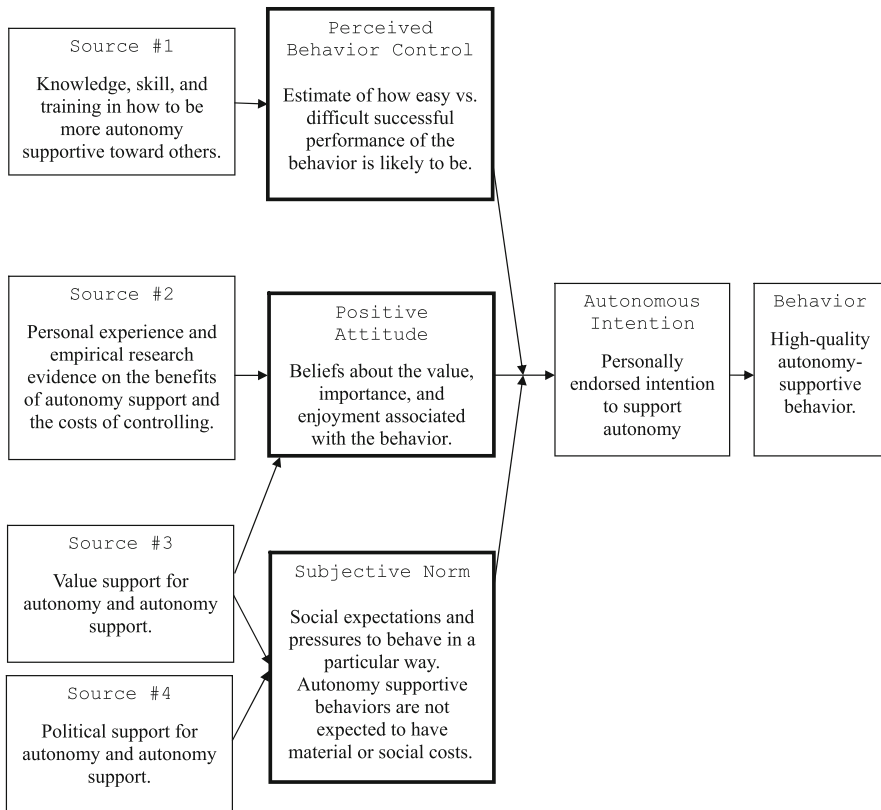 Source #1
Knowledge, skill, and
training in how to be
more autonomy
supportive toward others.
Perceived
Behavior Control
Estimate of how easy vs.
difficult successful
performance of the
behavior is likely to be.
Source #2
Personal experience and
empirical research
evidence on the benefits
of autonomy support and
the costs of controlling.
Positive
Attitude
Beliefs about the value,
importance, and
enjoyment associated
with the behavior.
Autonomous
Intention
Personally
endorsed intention
to support
autonomy
Behavior
High-quality
autonomy-
supportive
behavior.
Source #3
Value support for
autonomy and autonomy
support.
Subjective Norm
Social expectations and
pressures to behave in a
particular way.
Autonomy supportive
behaviors are not
expected to have
material or social costs.
Source #4
Political support for
autonomy and autonomy
support.